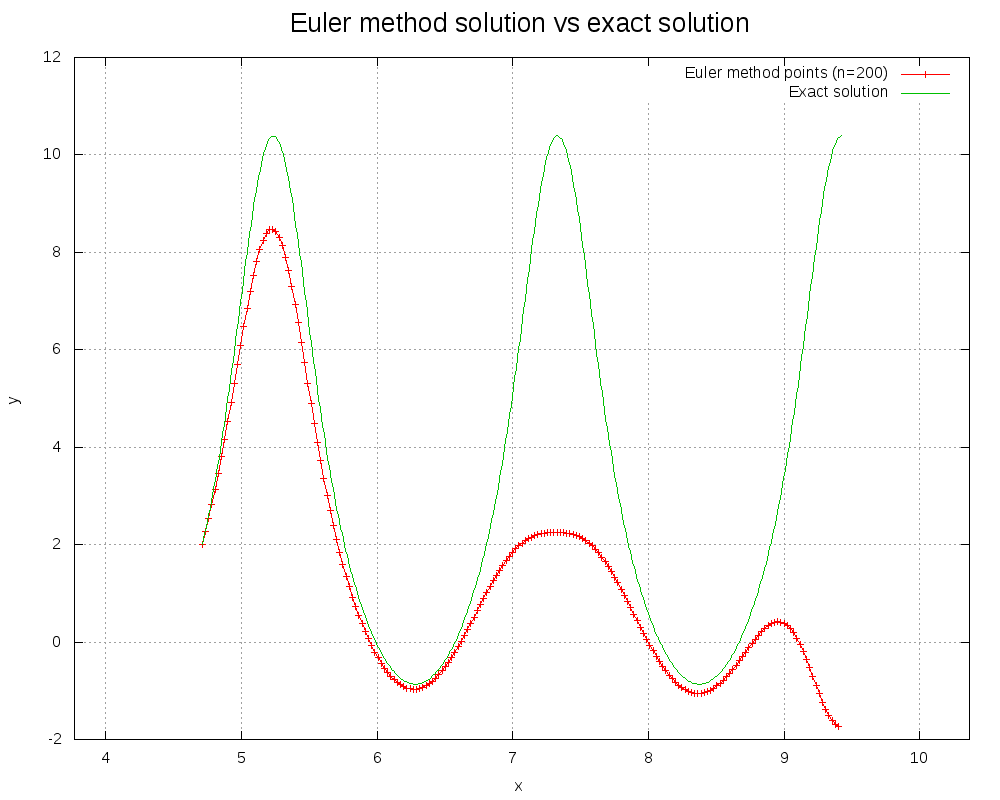 Euler method solution vs exact solution
12
Euler method points (n=200)
Exact solution
10
8
6
y
4
2
0
-2
4 5 6 7 8 9 10
x